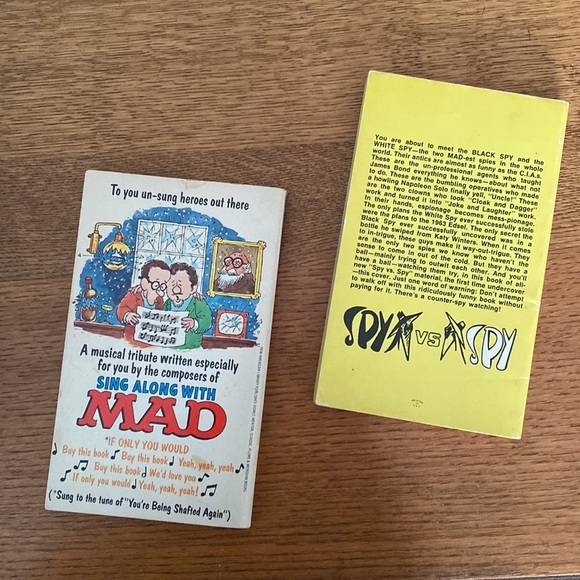 To you un-sung heroes out there
A musical tribute written especially
for you by the composers of
SING ALONG WITH
MAD
*IF ONLY YOU WOULD
Buy this book Buy this book Yeah, yeah, yeah
Buy this book We'd love you
If only you would Yeah, yeah, yeah!
(*Sung to the tune of "You're Being Shafted Again")
You are about to meet the BLACK SPY and the
WHITE SPY—the two MAD-est spies in the whole
world. Their antics are almost as funny as the C.I.A.s
These are the un-professional agents who taught
James Bond everything he knows—about what not
to do. These are the bumbling operatives who made
a howling Napoleon Solo finally yell, "Uncle!" These
are the two clowns who took "Cloak and Dagger"
work and turned it into "Joke and Laughter" work.
In their hands, espionage becomes mess-pionage.
The only plans the White Spy ever successfully stole
were the plans to the 1963 Edsel. The only secret the
Black Spy ever successfully uncovered was in a
bottle he swiped from Katy Winters. When it comes
to in-trigue, these guys make it way-out-trigue. They
are the only two spies we know who haven't the
sense to come in out of the cold. But they have a
ball—mainly trying to outwit each other. And you'll
have a ball—watching them try, in this book of all-
new "Spy vs. Spy" material, the first time undercover
—this cover. Just one word of warning: Don't attempt
to walk off with this ridiculously funny book without
paying for it. There's a counter-spy watching!
SPY VS SPY